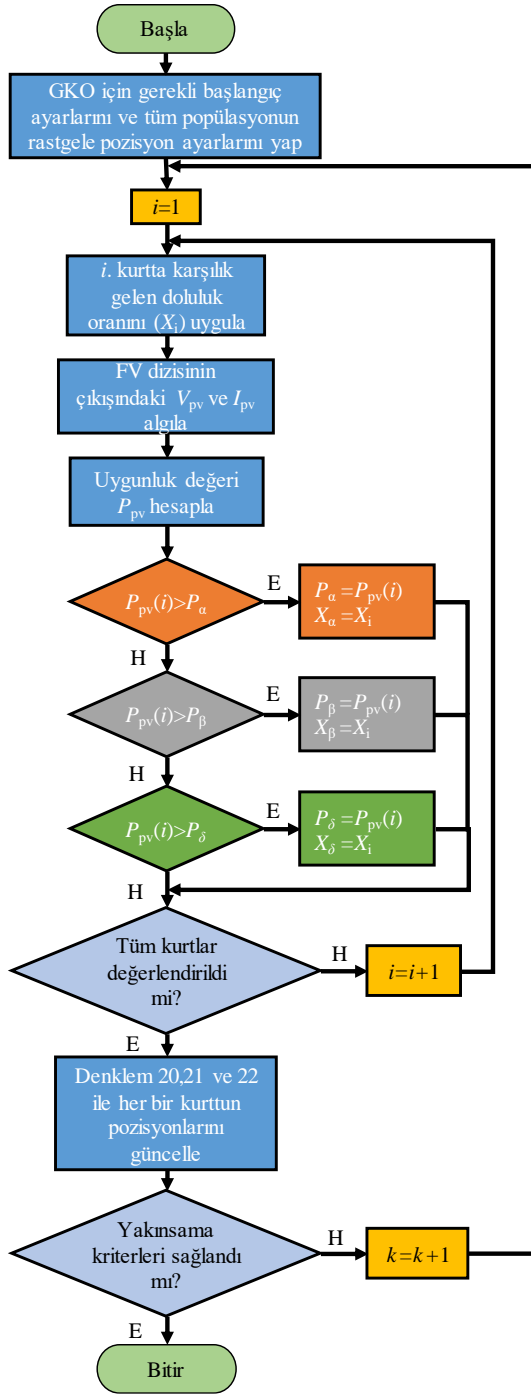 Başla
GKO için gerekli başlangıç
ayarlarını ve tüm popülasyonun
rastgele pozisyon ayarlarını yap
i=1
i. kurtta karşılık
gelen doluluk
oranını (Xi) uygula
FV dizisinin
çıkışındaki Vpv ve Ipv
algıla
Uygunluk değeri
Ppv hesapla
Ppv(i)>Pα
E
Pα =Ppv(i)
Xα =Xi
H
Ppv(i)>Pβ
E
Pβ =Ppv(i)
Xβ =Xi
H
Ppv(i)>Pδ
E
Pδ =Ppv(i)
Xδ =Xi
H
Tüm kurtlar
değerlendirildi
mi?
H
i=i+1
E
Denklem 20,21 ve 22
ile her bir kurttun
pozisyonlarını
güncelle
Yakınsama
kriterleri sağlandı
mı?
H
k=k+1
E
Bitir